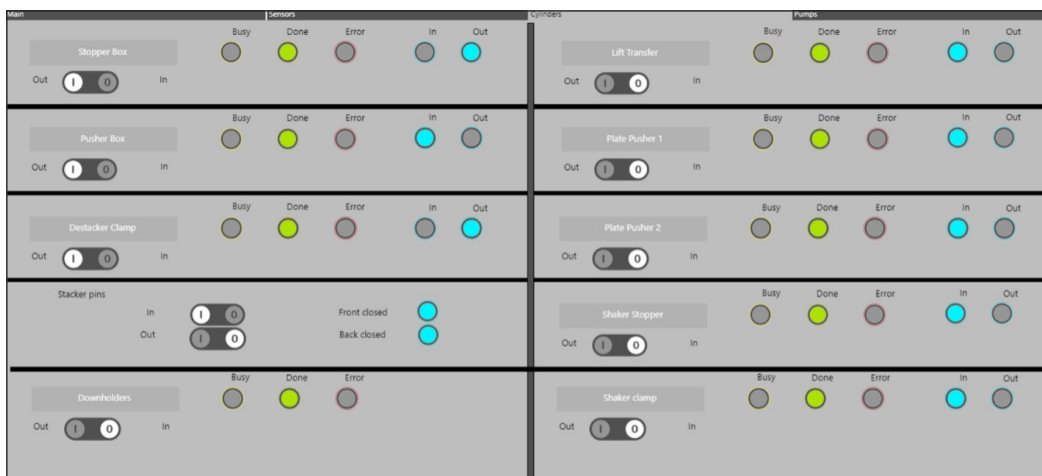 Main Sensors Cylinders Pumps
Busy Done Error In Out
Stopper Box
Out I 0 In
Busy Done Error In Out
Pusher Box
Out I 0 In
Busy Done Error In Out
Destacker Clamp
Out I 0 In
Stacker pins
In I 0 Front closed
Out I 0 Back closed
Busy Done Error
Downholders
Out I 0 In
Busy Done Error In Out
Lift Transfer
Out I 0 In
Busy Done Error In Out
Plate Pusher 1
Out I 0 In
Busy Done Error In Out
Plate Pusher 2
Out I 0 In
Busy Done Error In Out
Shaker Stopper
Out I 0 In
Busy Done Error In Out
Shaker clamp
Out I 0 In